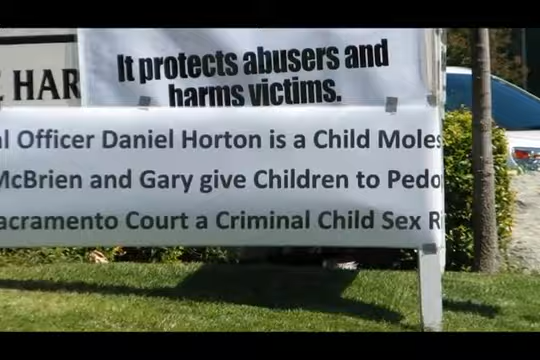 It protects abusers and
harms victims.
E HAR
al Officer Daniel Horton is a Child Moles
McBrien and Gary give Children to Pedo
acramento Court a Criminal Child Sex R